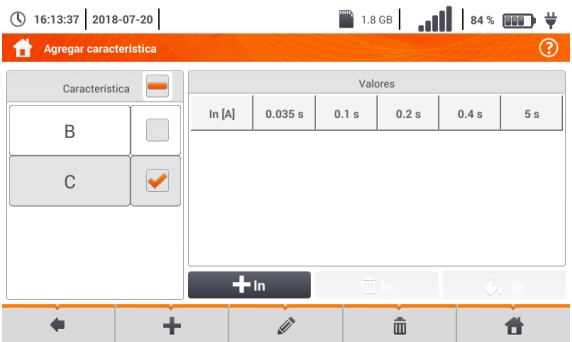 16:13:37 2018-07-20 1.8 GB 84 %
Agregar característica ?
Característica
B
C
Valores
In [A] 0.035 s 0.1 s 0.2 s 0.4 s 5 s
In In In